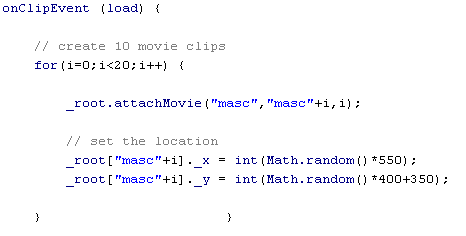 onClipEvent (load) {
// create 10 movie clips
for(i=0;i<20;i++) {
_root.attachMovie("masc","masc"+i,i);
// set the location
_root["masc"+i]._x = int(Math.random()*550);
_root["masc"+i]._y = int(Math.random()*400+350);
} }